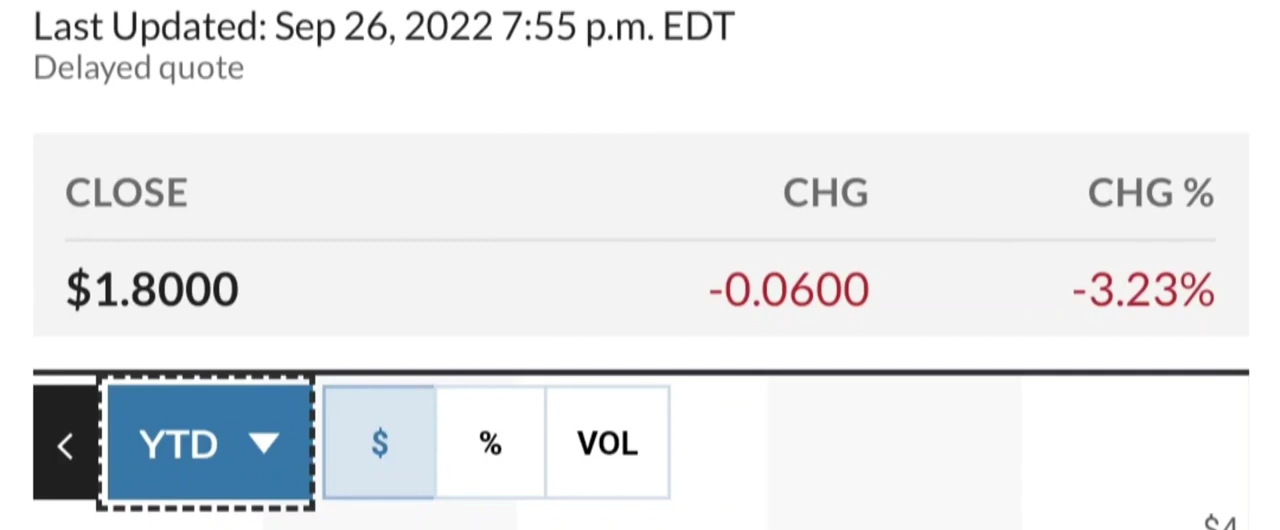 Last Updated: Sep 26, 2022 7:55 p.m. EDT
Delayed quote
CLOSE CHG CHG %
$1.8000 -0.0600 -3.23%
< YTD $ % VOL